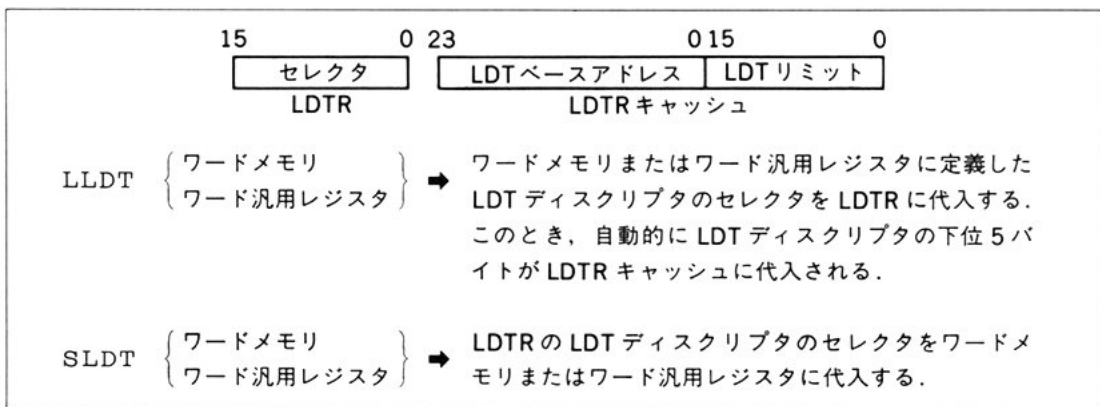 15 0 23 0 15 0
セレクタ LDTベースアドレス LDTリミット
LDTR LDTRキャッシュ
LLDT
ワードメモリ
ワード汎用レジスタ
➡ ワードメモリまたはワード汎用レジスタに定義した
LDTディスクリプタのセレクタをLDTRに代入する.
このとき,自動的にLDTディスクリプタの下位5バ
イトがLDTRキャッシュに代入される.
SLDT
ワードメモリ
ワード汎用レジスタ
➡ LDTRのLDTディスクリプタのセレクタをワードメ
モリまたはワード汎用レジスタに代入する.